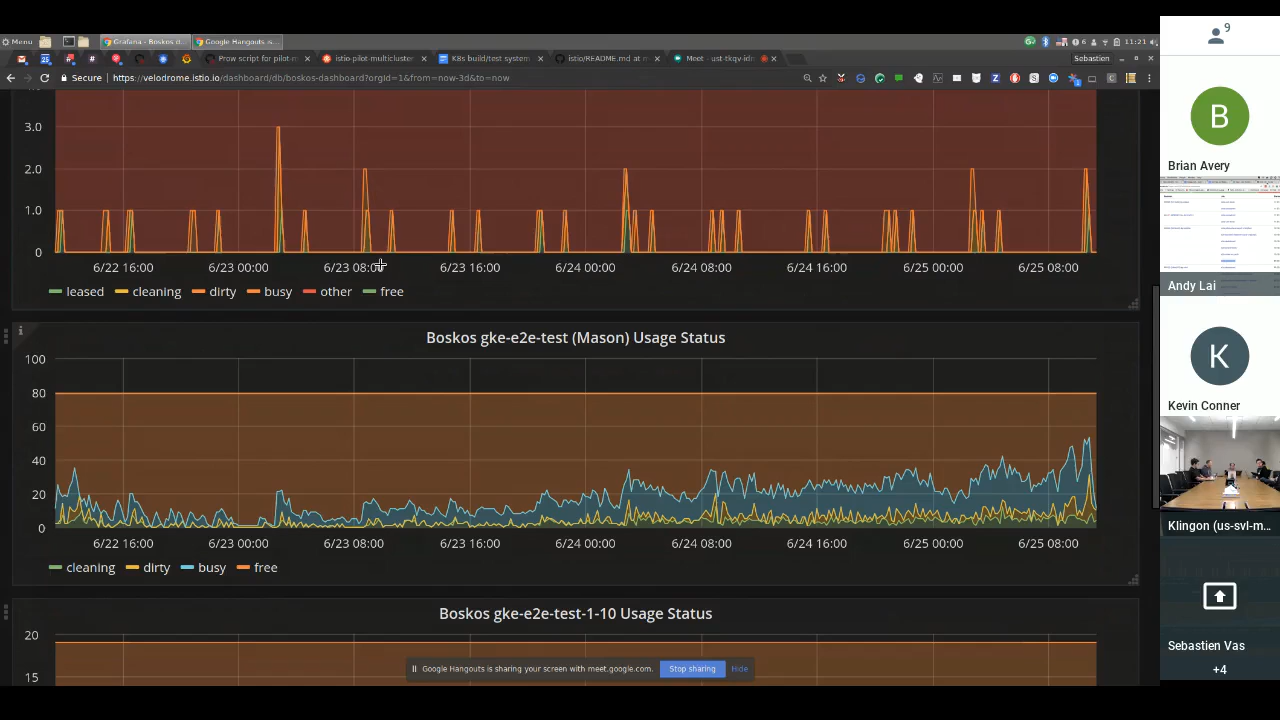 Menu
Grafana - Boskos d...
Google Hangouts is...
11:21
Prow script for pilot-m
istio-pilot-multicluster
K8s build/test system
istio/README.md at m
Meet - ust-tkqv-idn
Sebastien
Secure
https://velodrome.istio.io/dashboard/db/boskos-dashboard?orgId=1&from=now-3d&to=now
3.0
2.0
1.0
0
6/22 16:00 6/23 00:00 6/23 6/23 16:00 6/24 00:00 6/24 08:00 6/24 16:00 6/25 00:00 6/25 08:00
leased cleaning dirty busy other free
Boskos gke-e2e-test (Mason) Usage Status
100
80
60
40
20
0
6/22 16:00 6/23 00:00 6/23 08:00 6/23 16:00 6/24 00:00 6/24 08:00 6/24 16:00 6/25 00:00 6/25 08:00
cleaning dirty busy free
Boskos gke-e2e-test-1-10 Usage Status
20
15
Google Hangouts is sharing your screen with meet.google.com.
Stop sharing
Hide
9
B
Brian Avery
Andy Lai
K
Kevin Conner
Klingon (us-svl-m...
Sebastien Vas
+4